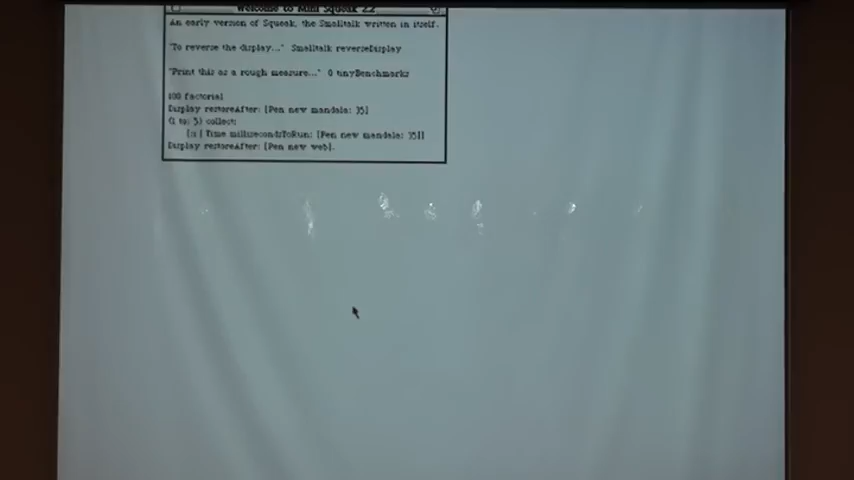 Welcome to Mini Squeak 2.2
An early version of Squeak, the Smalltalk written in itself.
"To reverse the display..." Smalltalk reverseDisplay
"Print this as a rough measure..." 0 tinyBenchmarks
100 factorial
Display restoreAfter: [Pen new mandala: 35]
(1 to: 5) collect:
[:i | Time millisecondsToRun: [Pen new mandala: 35]]
Display restoreAfter: [Pen new web].